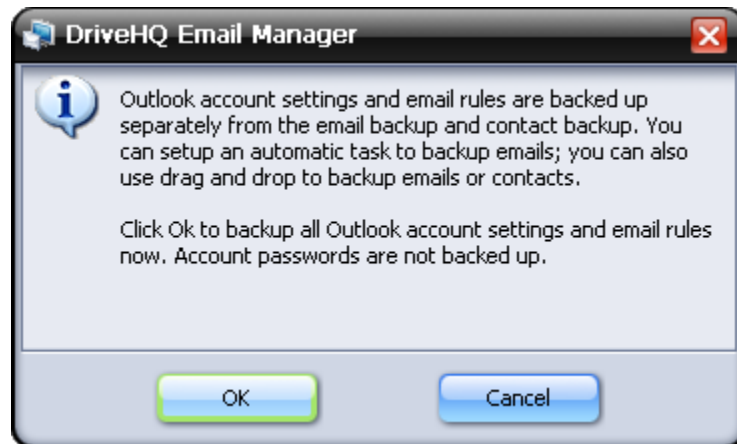 DriveHQ Email Manager
Outlook account settings and email rules are backed up
separately from the email backup and contact backup. You
can setup an automatic task to backup emails; you can also
use drag and drop to backup emails or contacts.
Click Ok to backup all Outlook account settings and email rules
now. Account passwords are not backed up.
OK
Cancel